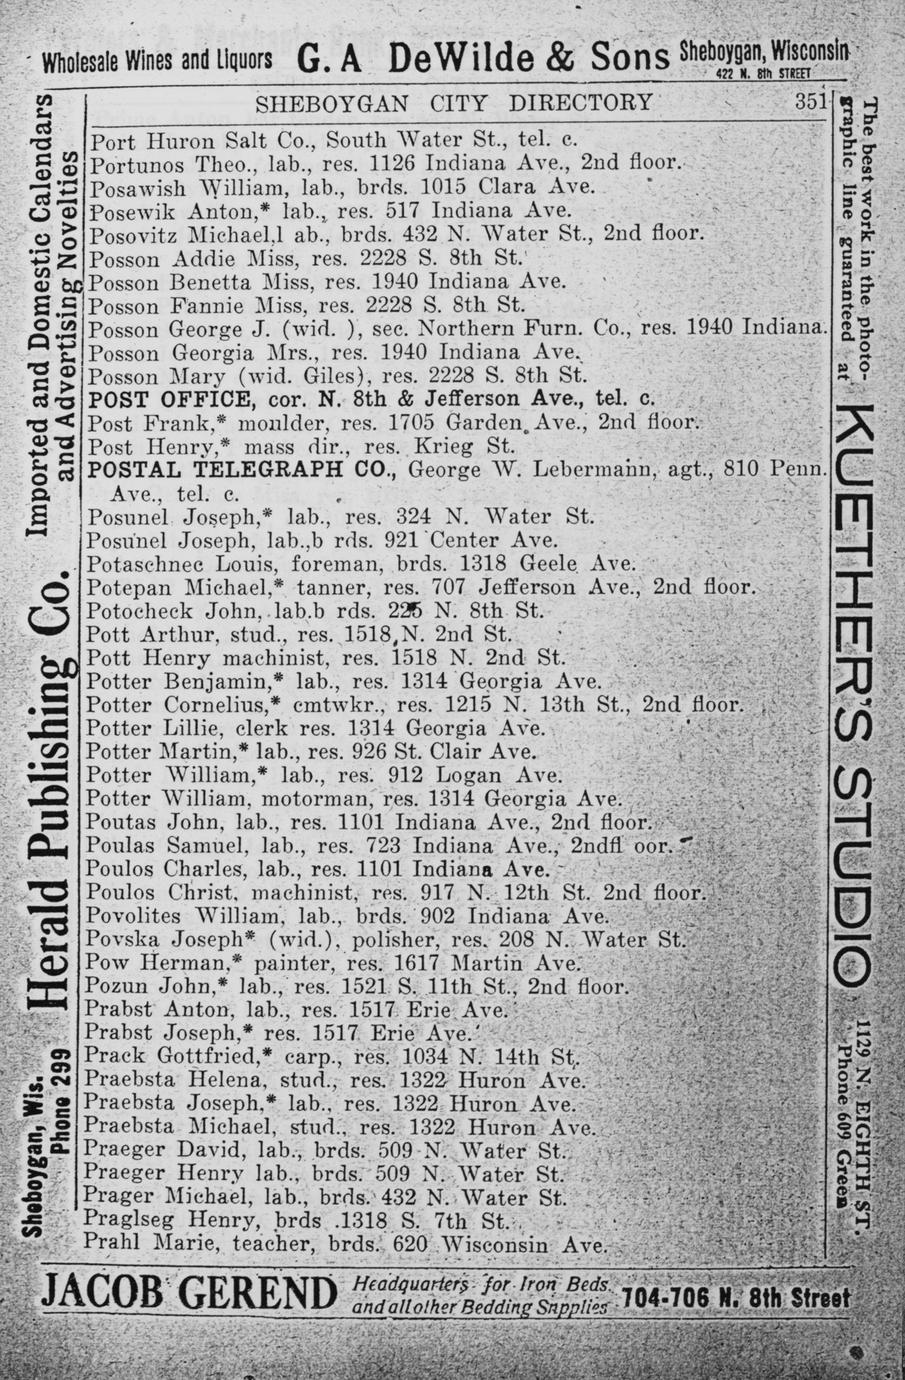 Wholesale Wines and Liquors G. A DeWilde & Sons Sheboygan, Wisconsin
422 N. 8th STREET
SHEBOYGAN CITY DIRECTORY 351
Port Huron Salt Co., South Water St., tel. c.
Portunos Theo., lab., res. 1126 Indiana Ave., 2nd floor.
Posawish William, lab., brds. 1015 Clara Ave.
Posewik Anton,* lab., res. 517 Indiana Ave.
Posovitz Michael,l ab., brds. 432 N. Water St., 2nd floor.
Posson Addie Miss, res. 2228 S. 8th St.
Posson Benetta Miss, res. 1940 Indiana Ave.
Posson Fannie Miss, res. 2228 S. 8th St.
Posson George J. (wid. ), sec. Northern Furn. Co., res. 1940 Indiana.
Posson Georgia Mrs., res. 1940 Indiana Ave.
Posson Mary (wid. Giles), res. 2228 S. 8th St.
POST OFFICE, cor. N. 8th & Jefferson Ave., tel. c.
Post Frank,* moulder, res. 1705 Garden Ave., 2nd floor.
Post Henry,* mass dir., res. Krieg St.
POSTAL TELEGRAPH CO., George W. Lebermann, agt., 810 Penn.
Ave., tel. c.
Posunel Joseph,* lab., res. 324 N. Water St.
Posunel Joseph, lab.,b rds. 921 Center Ave.
Potaschnec Louis, foreman, brds. 1318 Geele Ave.
Potepan Michael,* tanner, res. 707 Jefferson Ave., 2nd floor.
Potocheck John, lab,b rds. 225 N. 8th St.
Pott Arthur, stud., res. 1518 N. 2nd St.
Pott Henry machinist, res. 1518 N. 2nd St.
Potter Benjamin,* lab., res. 1314 Georgia Ave.
Potter Cornelius,* cmtwkr., res. 1215 N. 13th St., 2nd floor.
Potter Lillie, clerk res. 1314 Georgia Ave.
Potter Martin,* lab., res. 926 St. Clair Ave.
Potter William,* lab., res. 912 Logan Ave.
Potter William, motorman, res. 1314 Georgia Ave.
Poutas John, lab., res. 1101 Indiana Ave., 2nd floor.
Poulas Samuel, lab., res. 723 Indiana Ave., 2ndfl oor.
Poulos Charles, lab., res. 1101 Indiana Ave.
Poulos Christ, machinist, res. 917 N. 12th St. 2nd floor.
Povolites William, lab., brds. 902 Indiana Ave.
Povska Joseph* (wid.), polisher, res. 208 N. Water St.
Pow Herman,* painter, res. 1617 Martin Ave.
Pozun John,* lab., res. 1521 S. 11th St., 2nd floor.
Prabst Anton, lab., res. 1517 Erie Ave.
Prabst Joseph,* res. 1517 Erie Ave.
Prack Gottfried,* carp., res. 1034 N. 14th St.
Praebsta Helena, stud., res. 1322 Huron Ave.
Praebsta Joseph,* lab., res. 1322 Huron Ave.
Praebsta Michael, stud., res. 1322 Huron Ave.
Praeger David, lab., brds. 509 N. Water St.
Praeger Henry lab., brds. 509 N. Water St.
Prager Michael, lab., brds. 432 N. Water St.
Praglseg Henry, brds .1318 S. 7th St.
Prahl Marie, teacher, brds. 620 Wisconsin Ave.
Imported and Domestic Calendars
and Advertising Novelties
Herald Publishing Co.
Sheboygan, Wis.
Phone 299
The best work in the photo-
graphic line guaranteed at
KUETHER'S STUDIO
1129 N. EIGHTH ST.
Phone 609 Green
JACOB GEREND Headquarters for Iron Beds.
and all other Bedding Supplies 704-706 N. 8th Street